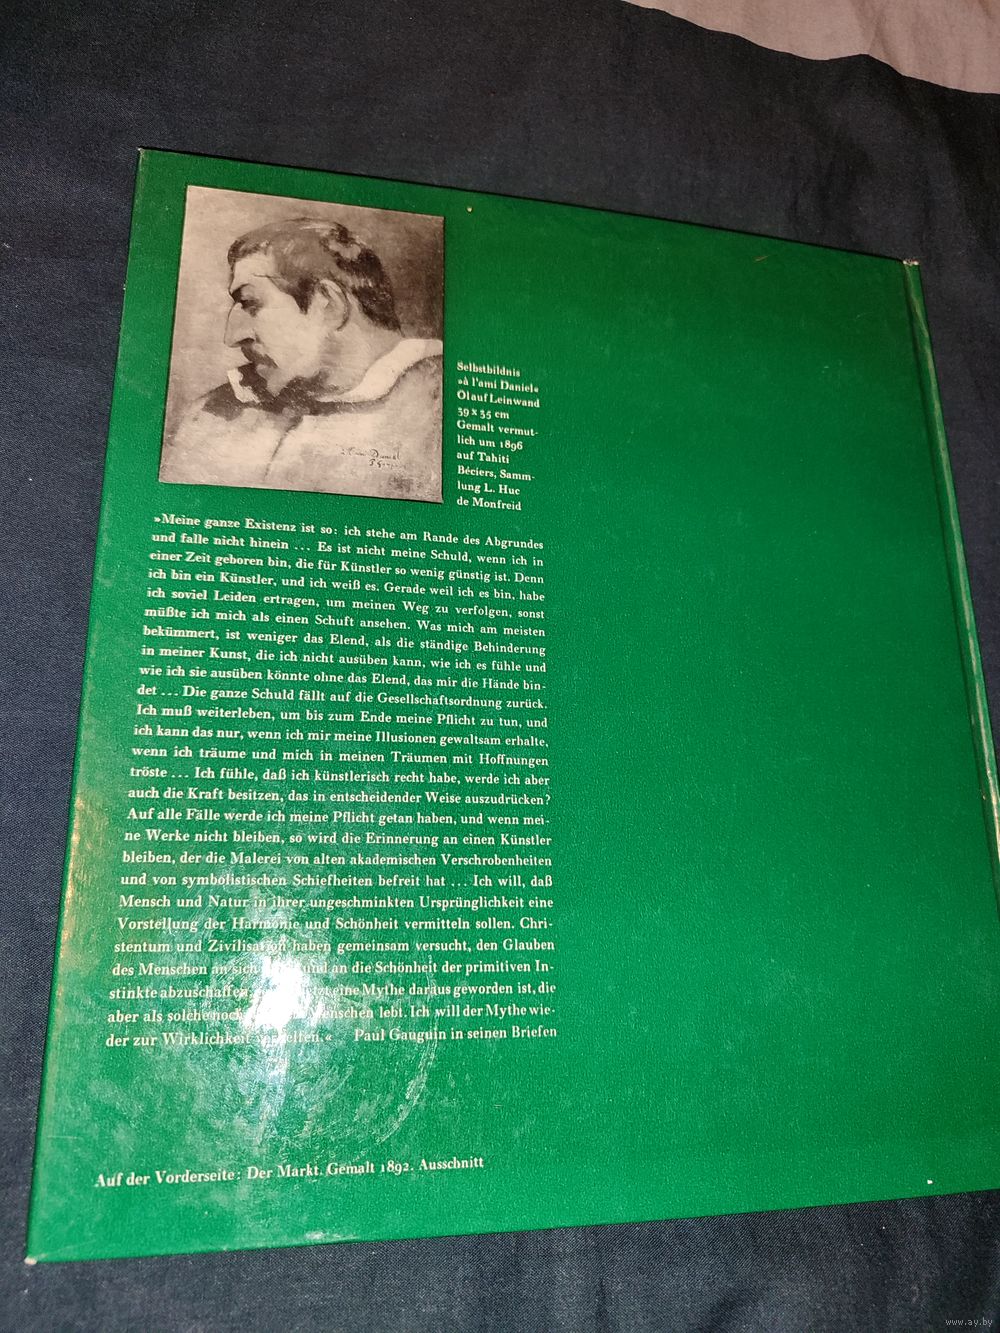 Selbstbildnis
»à l'ami Daniel«
Öl auf Leinwand
39 × 35 cm
Gemalt vermut-
lich um 1896
auf Tahiti
Béciers, Samm-
lung L. Huc
de Monfreid
»Meine ganze Existenz ist so: ich stehe am Rande des Abgrundes
und falle nicht hinein ... Es ist nicht meine Schuld, wenn ich in
einer Zeit geboren bin, die für Künstler so wenig günstig ist. Denn
ich bin ein Künstler, und ich weiß es. Gerade weil ich es bin, habe
ich soviel Leiden ertragen, um meinen Weg zu verfolgen, sonst
müßte ich mich als einen Schuft ansehen. Was mich am meisten
bekümmert, ist weniger das Elend, als die ständige Behinderung
in meiner Kunst, die ich nicht ausüben kann, wie ich es fühle und
wie ich sie ausüben könnte ohne das Elend, das mir die Hände bin-
det ... Die ganze Schuld fällt auf die Gesellschaftsordnung zurück.
Ich muß weiterleben, um bis zum Ende meine Pflicht zu tun, und
ich kann das nur, wenn ich mir meine Illusionen gewaltsam erhalte,
wenn ich träume und mich in meinen Träumen mit Hoffnungen
tröste ... Ich fühle, daß ich künstlerisch recht habe, werde ich aber
auch die Kraft besitzen, das in entscheidender Weise auszudrücken?
Auf alle Fälle werde ich meine Pflicht getan haben, und wenn mei-
ne Werke nicht bleiben, so wird die Erinnerung an einen Künstler
bleiben, der die Malerei von alten akademischen Verschrobenheiten
und von symbolistischen Schiefheiten befreit hat ... Ich will, daß
Mensch und Natur in ihrer ungeschminkten Ursprünglichkeit eine
Vorstellung der Harmonie und Schönheit vermitteln sollen. Chri-
stentum und Zivilisation haben gemeinsam versucht, den Glauben
des Menschen an sich und an die Schönheit der primitiven In-
stinkte abzuschaffen, eine Mythe daraus geworden ist, die
aber als solche noch Menschen lebt. Ich will der Mythe wie-
der zur Wirklichkeit « Paul Gauguin in seinen Briefen
Auf der Vorderseite: Der Markt. Gemalt 1892. Ausschnitt
www.ay.by